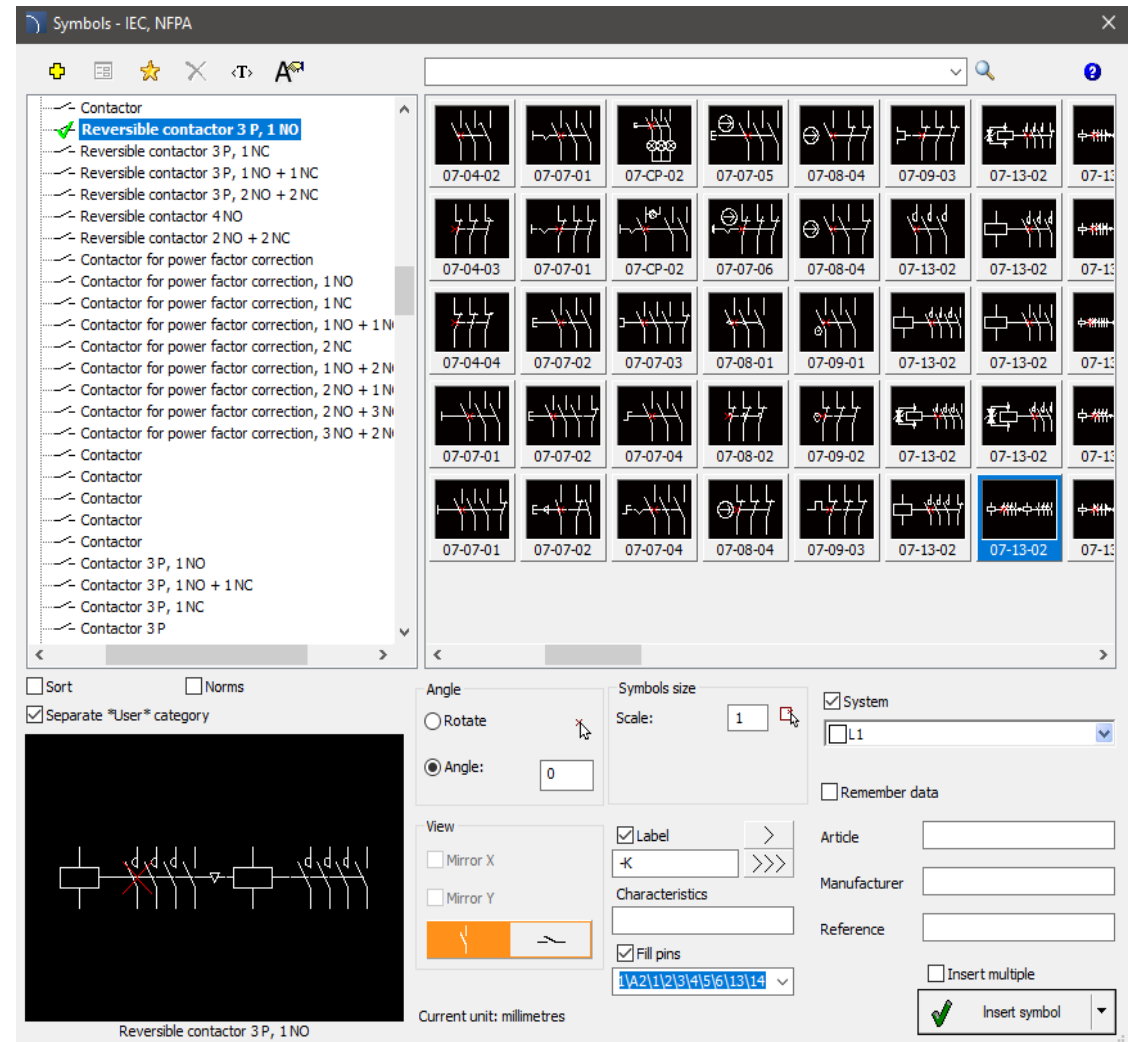 Symbols - IEC, NFPA
<T>
Contactor
Reversible contactor 3 P, 1 NO
Reversible contactor 3 P, 1 NC
Reversible contactor 3 P, 1 NO + 1 NC
Reversible contactor 3 P, 2 NO + 2 NC
Reversible contactor 4 NO
Reversible contactor 2 NO + 2 NC
Contactor for power factor correction
Contactor for power factor correction, 1 NO
Contactor for power factor correction, 1 NC
Contactor for power factor correction, 1 NO + 1 N
Contactor for power factor correction, 2 NC
Contactor for power factor correction, 1 NO + 2 N
Contactor for power factor correction, 2 NO + 1 N
Contactor for power factor correction, 2 NO + 3 N
Contactor for power factor correction, 3 NO + 2 N
Contactor
Contactor
Contactor
Contactor
Contactor
Contactor 3 P, 1 NO
Contactor 3 P, 1 NO + 1 NC
Contactor 3 P, 1 NC
Contactor 3 P
07-04-02 07-07-01 07-CP-02 07-07-05 07-08-04 07-09-03 07-13-02 07-13
07-04-03 07-07-01 07-CP-02 07-07-06 07-08-04 07-13-02 07-13-02 07-13
07-04-04 07-07-02 07-07-03 07-08-01 07-09-01 07-13-02 07-13-02 07-13
07-07-01 07-07-02 07-07-04 07-08-02 07-09-02 07-13-02 07-13-02 07-13
07-07-01 07-07-02 07-07-04 07-08-04 07-09-03 07-13-02 07-13-02 07-13
Sort Norms
Separate *User* category
Reversible contactor 3 P, 1 NO
Angle
Rotate
Angle: 0
Symbols size
Scale: 1
System
L1
Remember data
View
Mirror X
Mirror Y
Label > 
-K >>>
Characteristics
Fill pins
1\A2\1\2\3\4\5\6\13\14
Article
Manufacturer
Reference
Insert multiple
Current unit: millimetres
Insert symbol